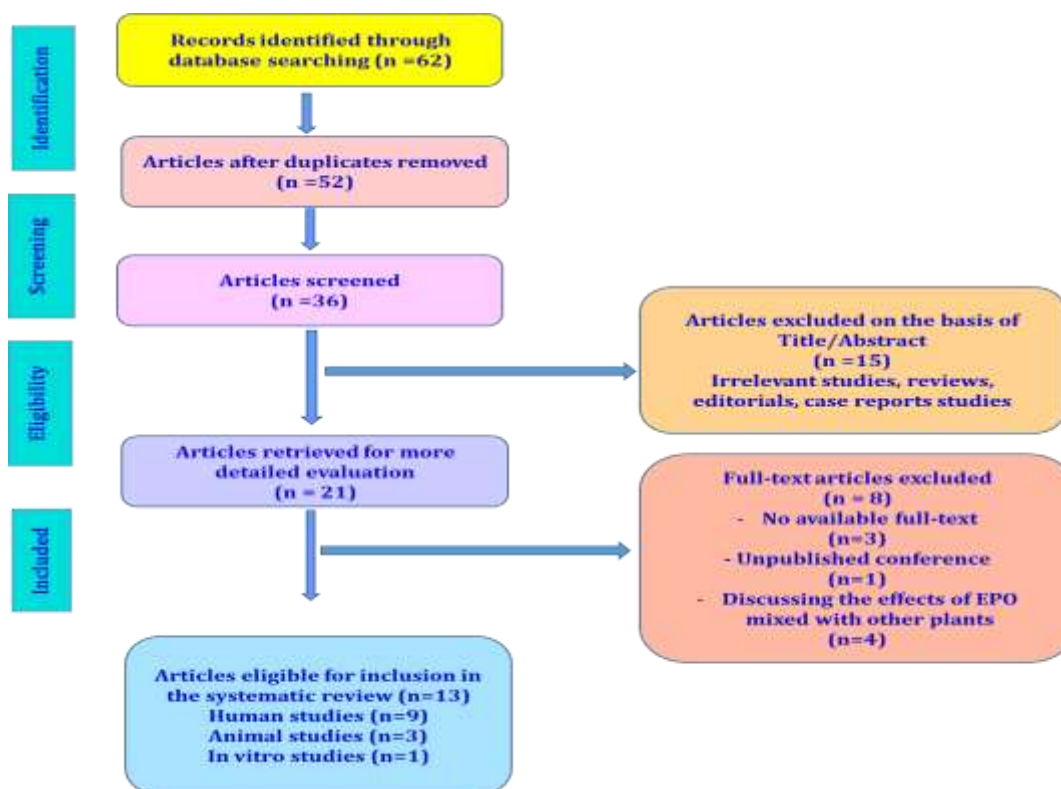 Identification
Records identified through
database searching (n =62)
Articles after duplicates removed
(n =52)
Screening
Articles screened
(n =36)
Articles excluded on the basis of
Title/Abstract
(n =15)
Irrelevant studies, reviews,
editorials, case reports studies
Eligibility
Articles retrieved for more
detailed evaluation
(n = 21)
Full-text articles excluded
(n = 8)
- No available full-text
(n=3)
- Unpublished conference
(n=1)
- Discussing the effects of EPO
mixed with other plants
(n=4)
Included
Articles eligible for inclusion in
the systematic review (n=13)
Human studies (n=9)
Animal studies (n=3)
In vitro studies (n=1)